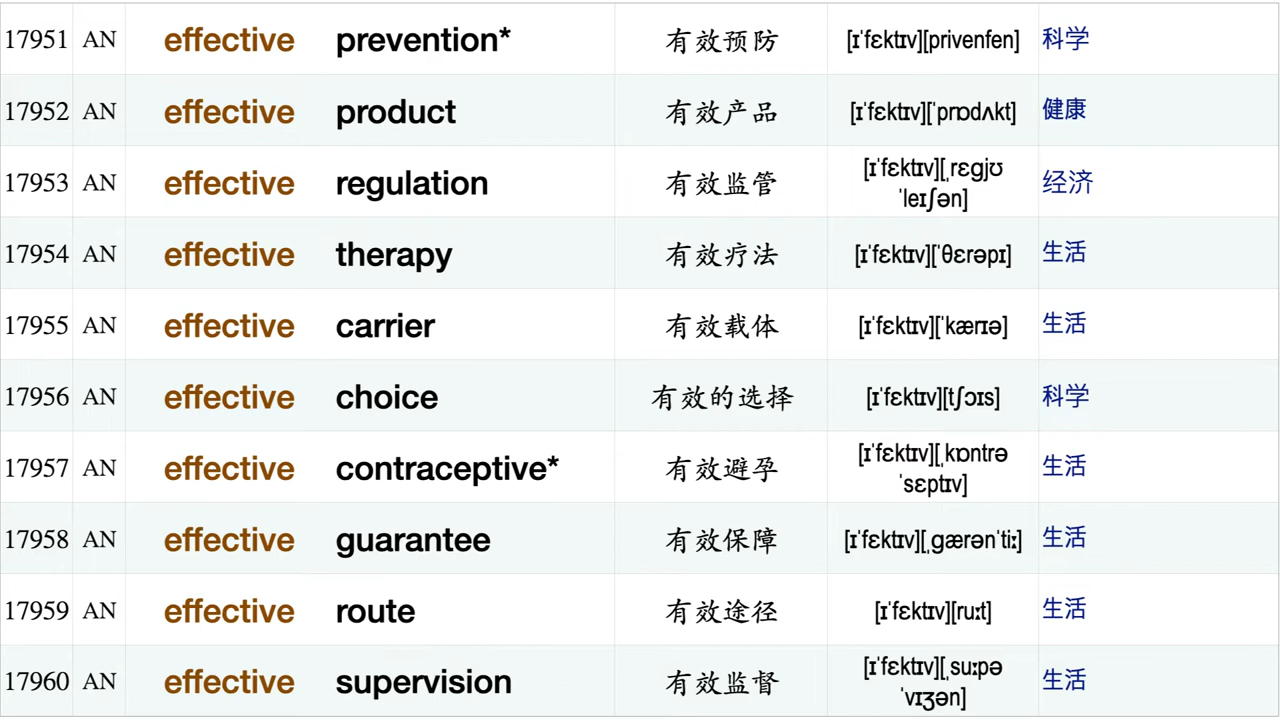 17951 AN effective prevention* 有效预防 [ɪˈfɛktɪv][privenfen] 科学
17952 AN effective product 有效产品 [ɪˈfɛktɪv][ˈprɒdʌkt] 健康
17953 AN effective regulation 有效监管 [ɪˈfɛktɪv][ˌrɛgjʊ
ˈleɪʃən] 经济
17954 AN effective therapy 有效疗法 [ɪˈfɛktɪv][ˈθɛrəpɪ] 生活
17955 AN effective carrier 有效载体 [ɪˈfɛktɪv][ˈkærɪə] 生活
17956 AN effective choice 有效的选择 [ɪˈfɛktɪv][tʃɔɪs] 科学
17957 AN effective contraceptive* 有效避孕 [ɪˈfɛktɪv][ˌkɒntrə
ˈsɛptɪv] 生活
17958 AN effective guarantee 有效保障 [ɪˈfɛktɪv][ˌgærənˈtiː] 生活
17959 AN effective route 有效途径 [ɪˈfɛktɪv][ruːt] 生活
17960 AN effective supervision 有效监督 [ɪˈfɛktɪv][ˌsuːpə
ˈvɪʒən] 生活